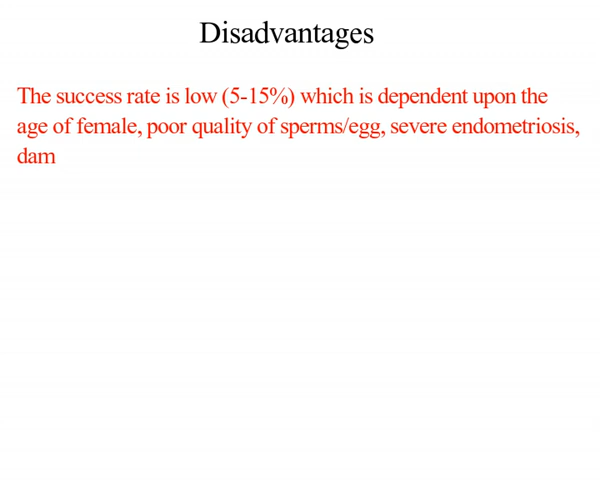 Disadvantages
The success rate is low (5-15%) which is dependent upon the
age of female, poor quality of sperms/egg, severe endometriosis,
dam